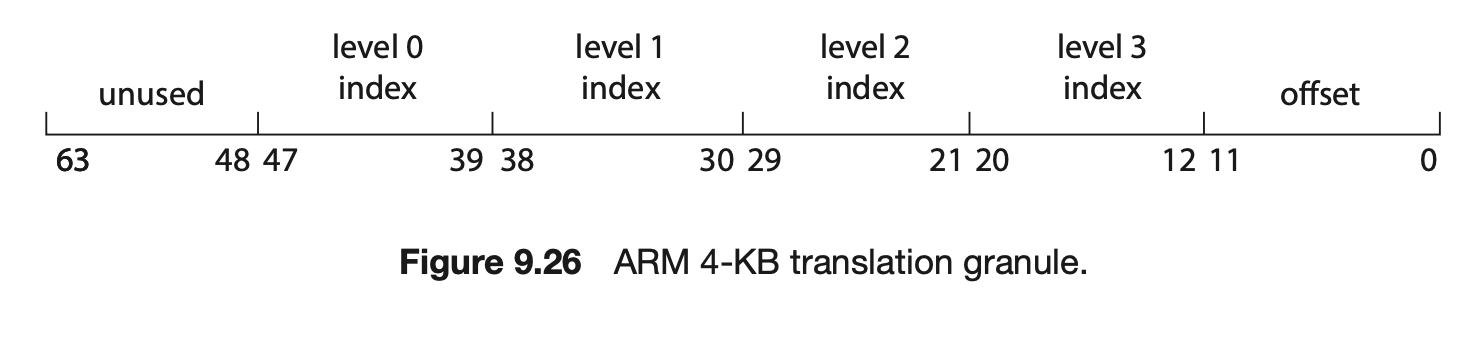 level 0 level 1 level 2 level 3
unused index index index index offset
63 48 47 39 38 30 29 21 20 12 11 0
Figure 9.26 ARM 4-KB translation granule.